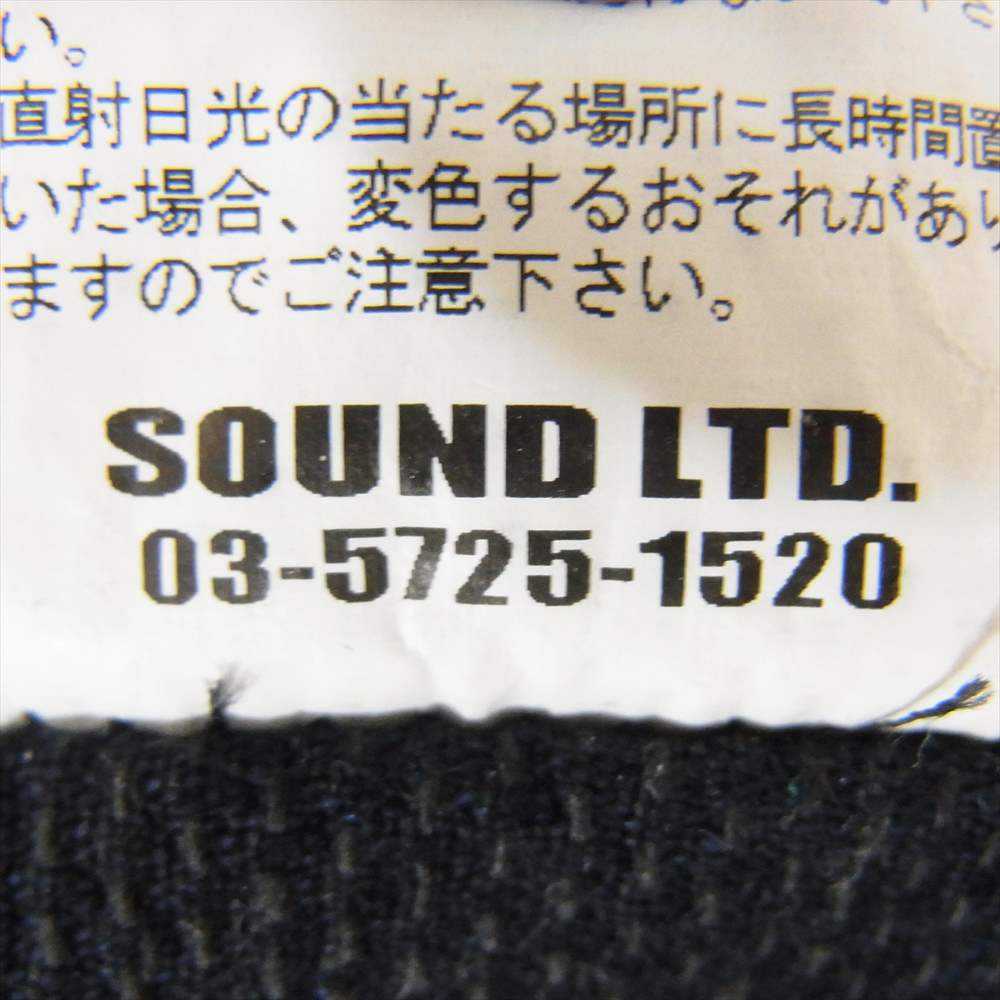 い。
直射日光の当たる場所に長時間置
いた場合、変色するおそれがあり
ますのでご注意下さい。
SOUND LTD.
03-5725-1520